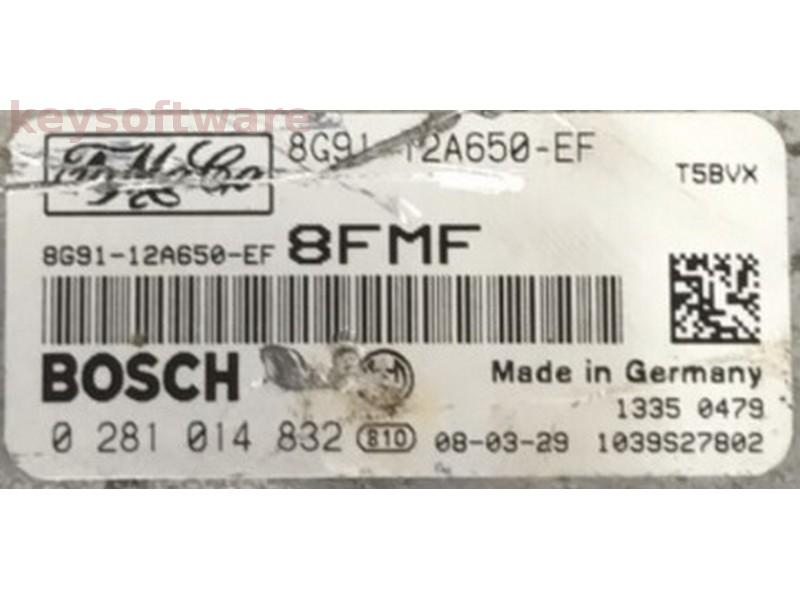 keysoftware
8G91-12A650-EF
FoMoCo
T5BVX
8G91-12A650-EF 8FMF
BOSCH
Made in Germany
1335 0479
0 281 014 832 810 08-03-29 1039S27802